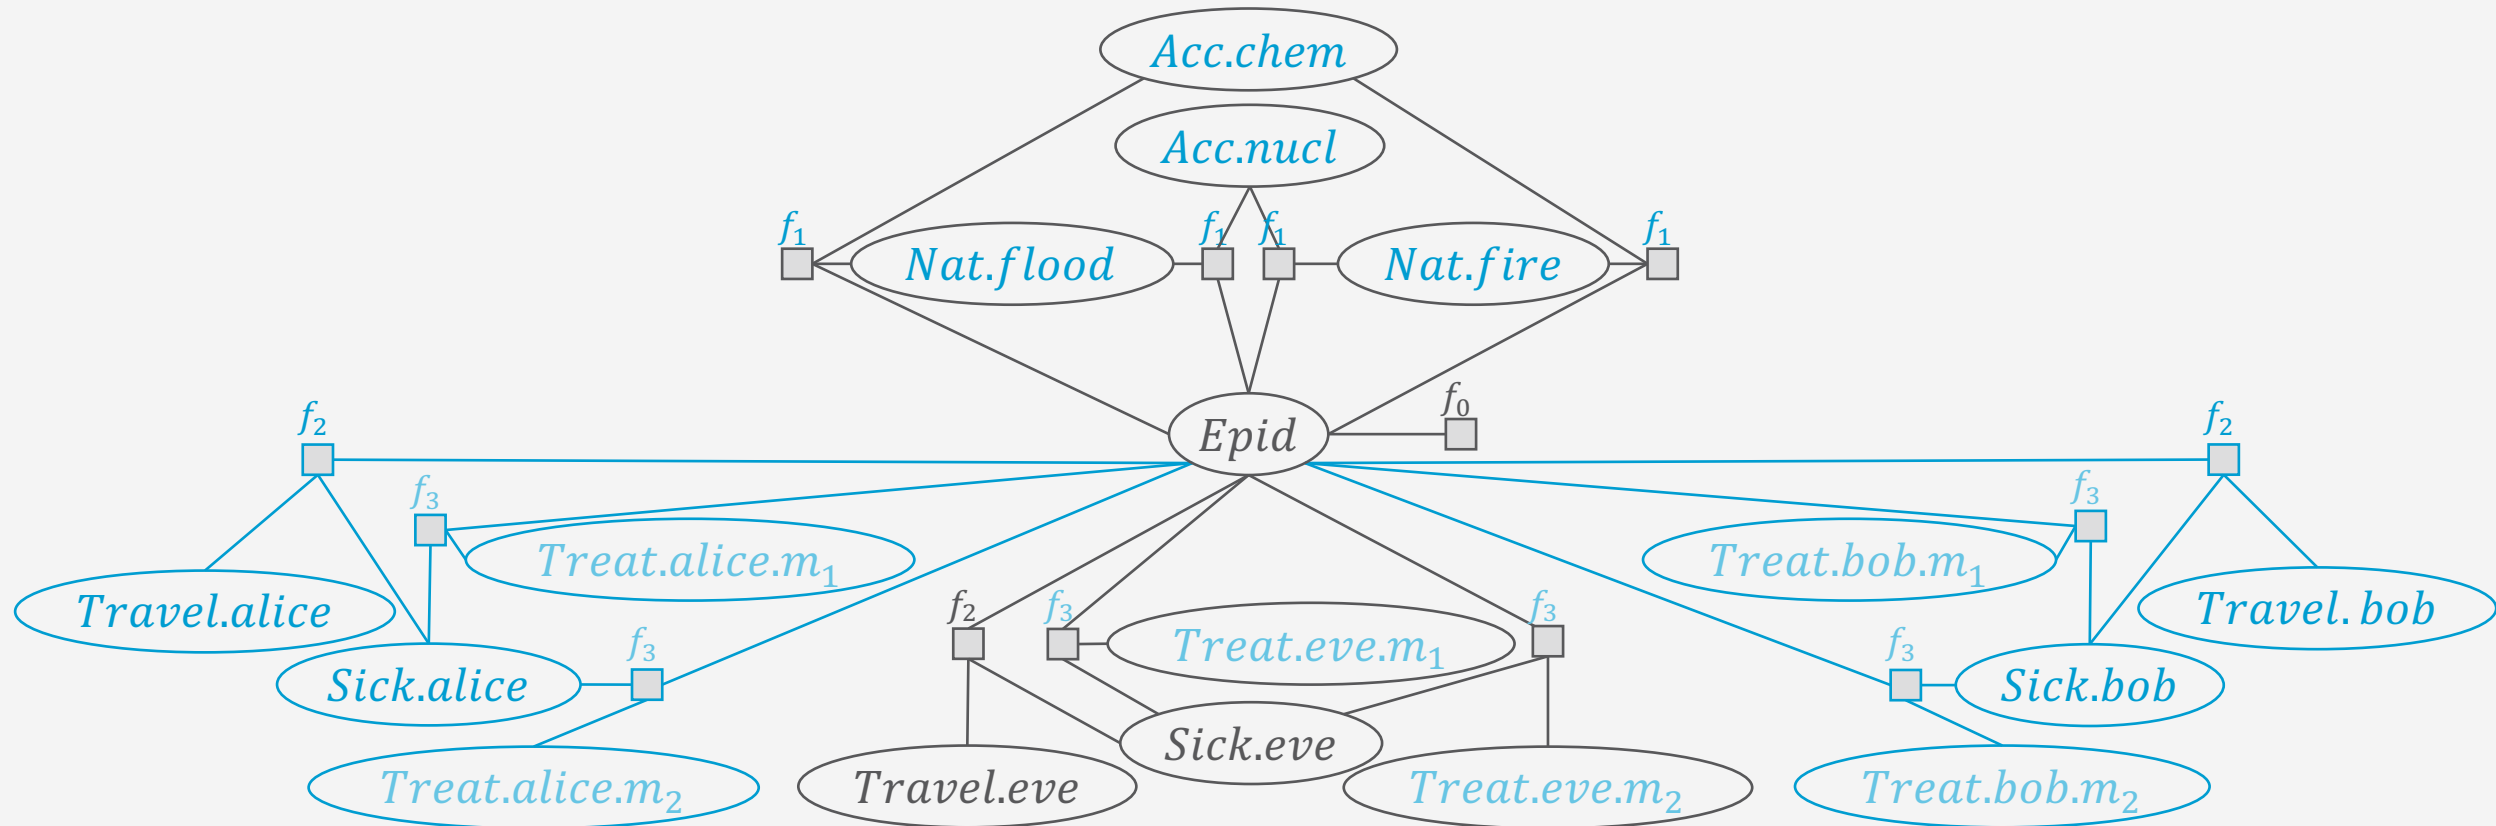 Acc.chem
Acc.nucl
f1 f1 f1 f1
Nat.flood Nat.fire
f0
Epid
f2 f2
f3 f3
Treat.alice.m1 Treat.bob.m1
f2 f3 f3
Travel.alice Travel. bob
f3 f3
Treat.eve.m1
Sick.alice Sick.bob
Sick.eve
Treat.alice.m2 Travel.eve Treat.eve.m2 Treat.bob.m2